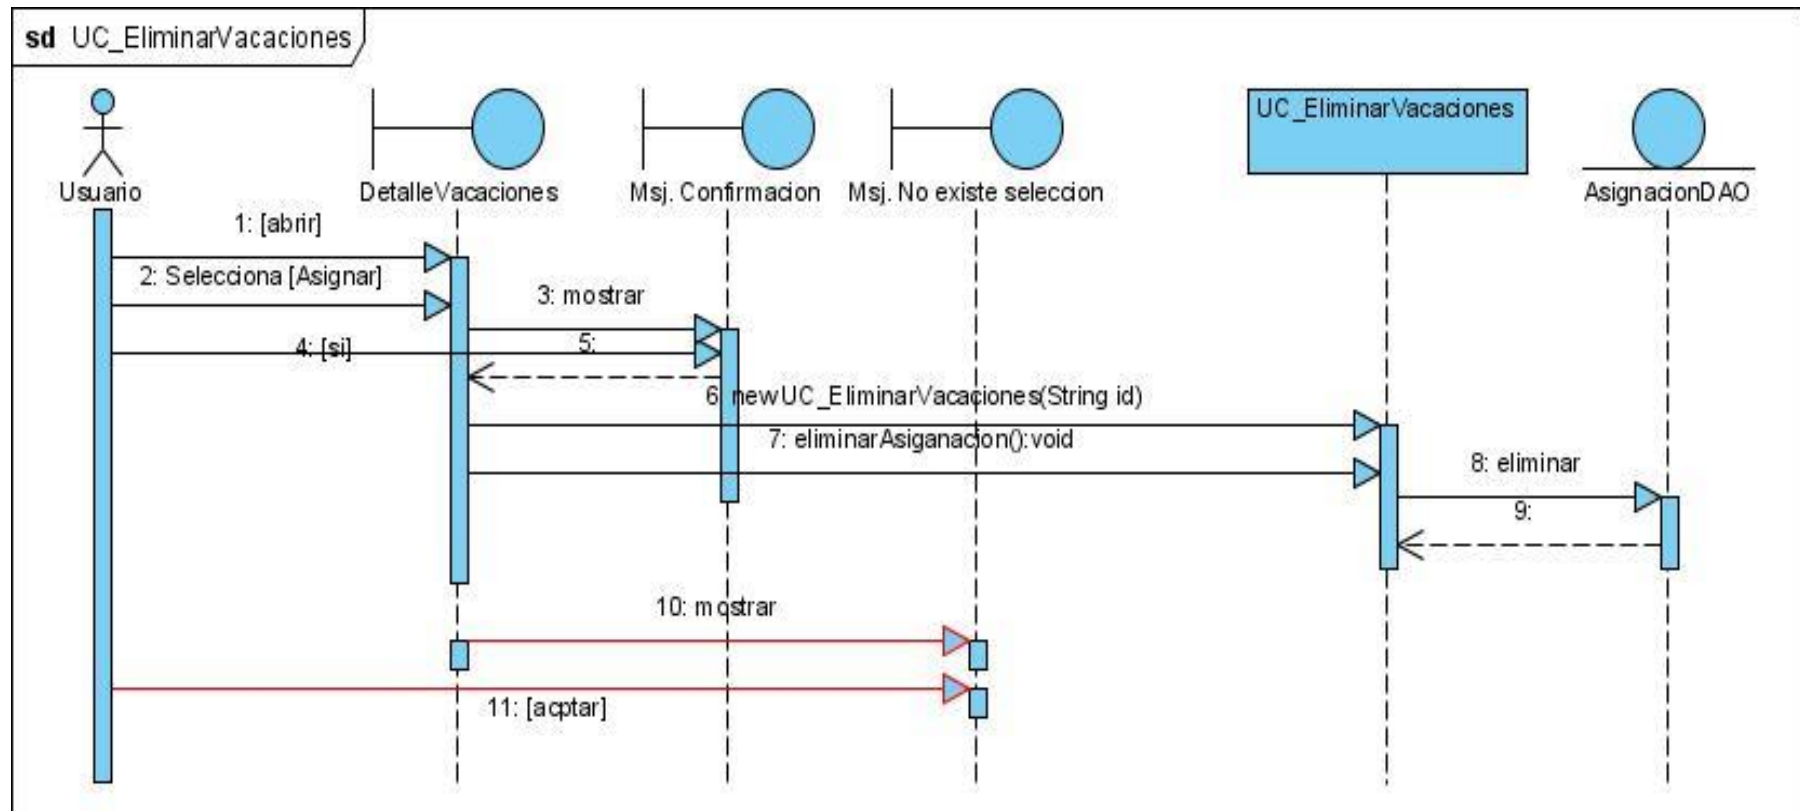 sd UC_EliminarVacaciones
UC_EliminarVacaciones
Usuario
DetalleVacaciones
Msj. Confirmacion
Msj. No existe seleccion
AsignacionDAO
1: [abrir]
2: Selecciona [Asignar]
3: mostrar
4: [si]
5:
6: newUC_EliminarVacaciones(String id)
7: eliminarAsiganacion():void
8: eliminar
9:
10: mostrar
11: [acptar]